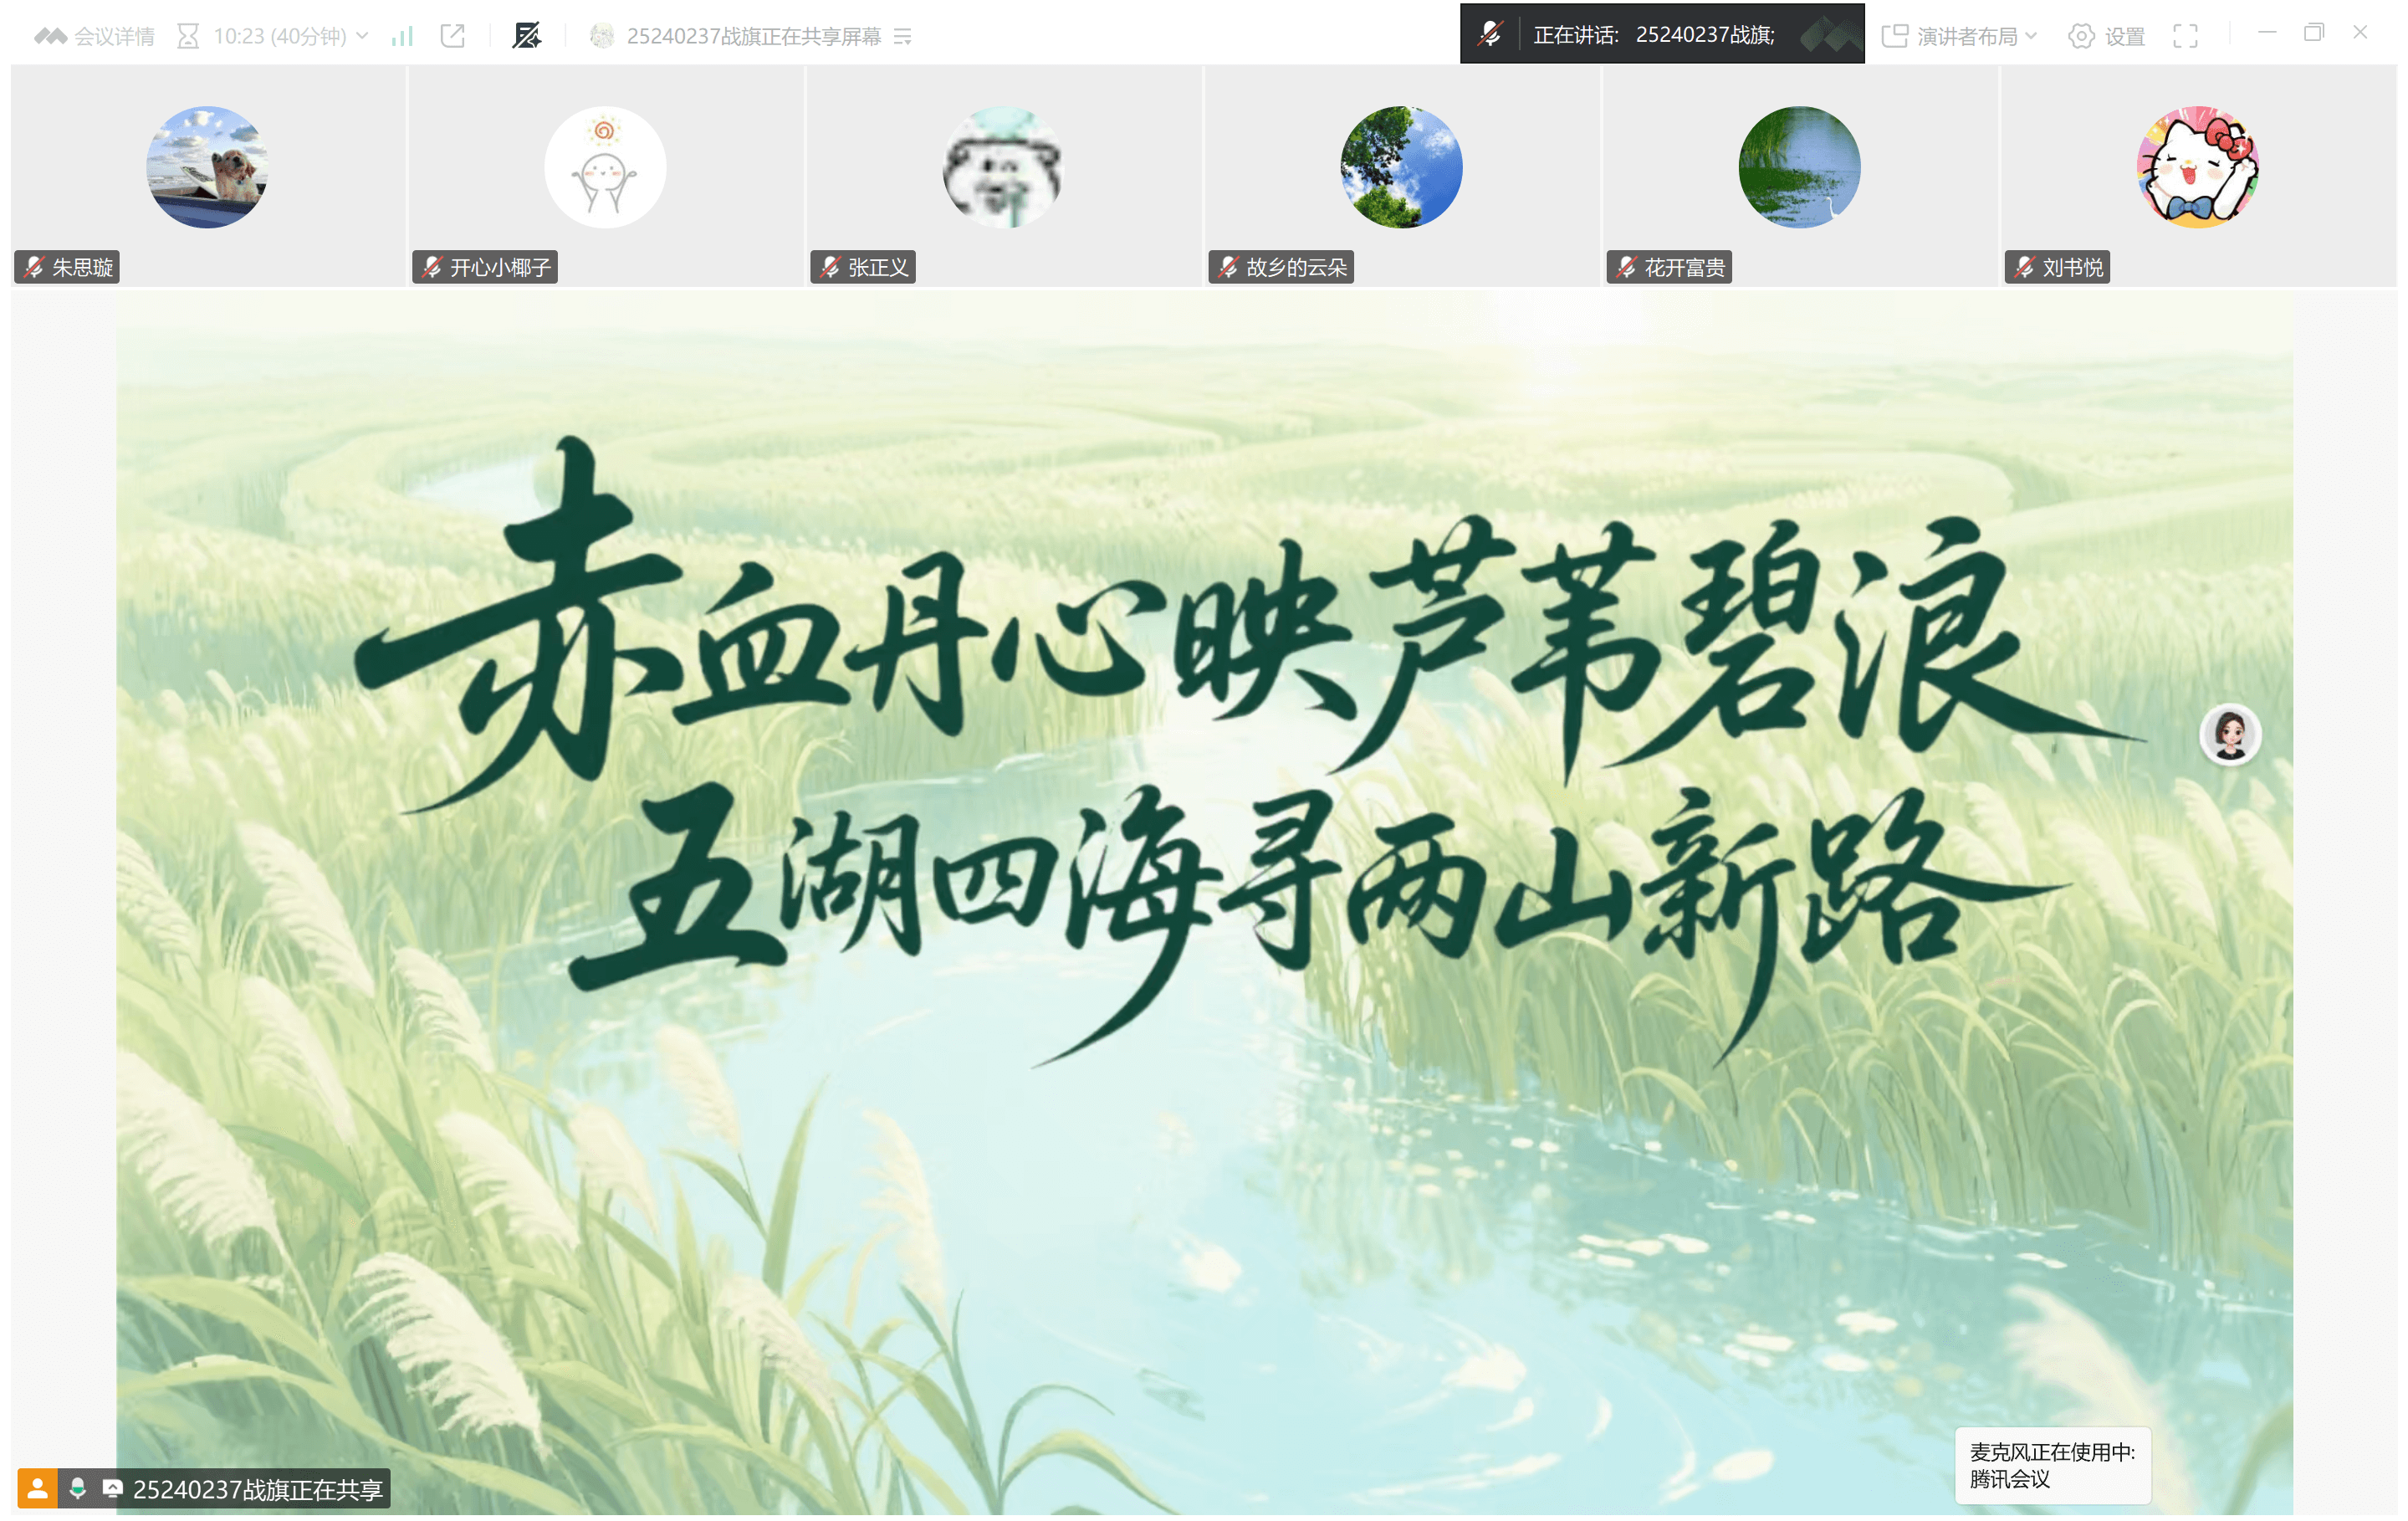 会议详情
10:23 (40分钟)
25240237战旗正在共享屏幕
正在讲话: 25240237战旗;
演讲者布局
设置
朱思璇
开心小椰子
张正义
故乡的云朵
花开富贵
刘书悦
赤血丹心映芦苇碧浪
五湖四海寻两山新路
麦克风正在使用中:
腾讯会议
25240237战旗正在共享